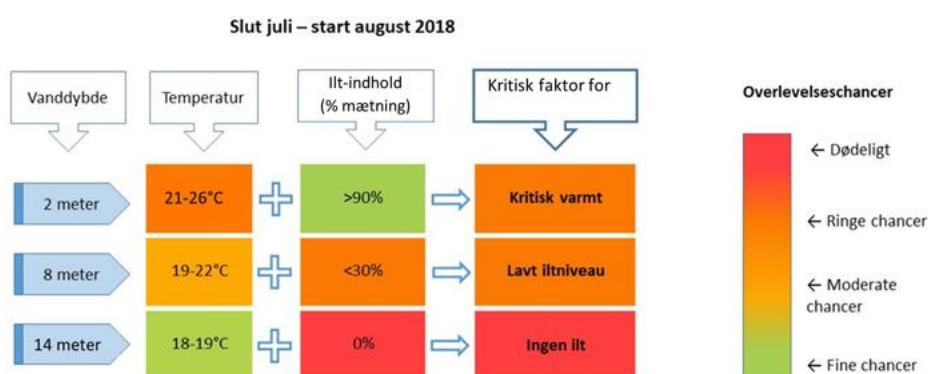 Slut juli – start august 2018
Vanddybde
Temperatur
Ilt-indhold
(% mætning)
Kritisk faktor for
Overlevelseschancer
2 meter
21-26°C
>90%
Kritisk varmt
8 meter
19-22°C
<30%
Lavt iltniveau
14 meter
18-19°C
0%
Ingen ilt
← Dødeligt
← Ringe chancer
← Moderate
chancer
← Fine chancer